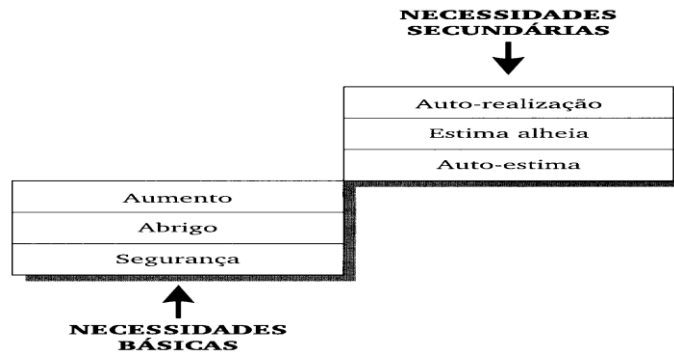 NECESSIDADES
SECUNDÁRIAS
Auto-realização
Estima alheia
Auto-estima
Aumento
Abrigo
Segurança
NECESSIDADES
BÁSICAS